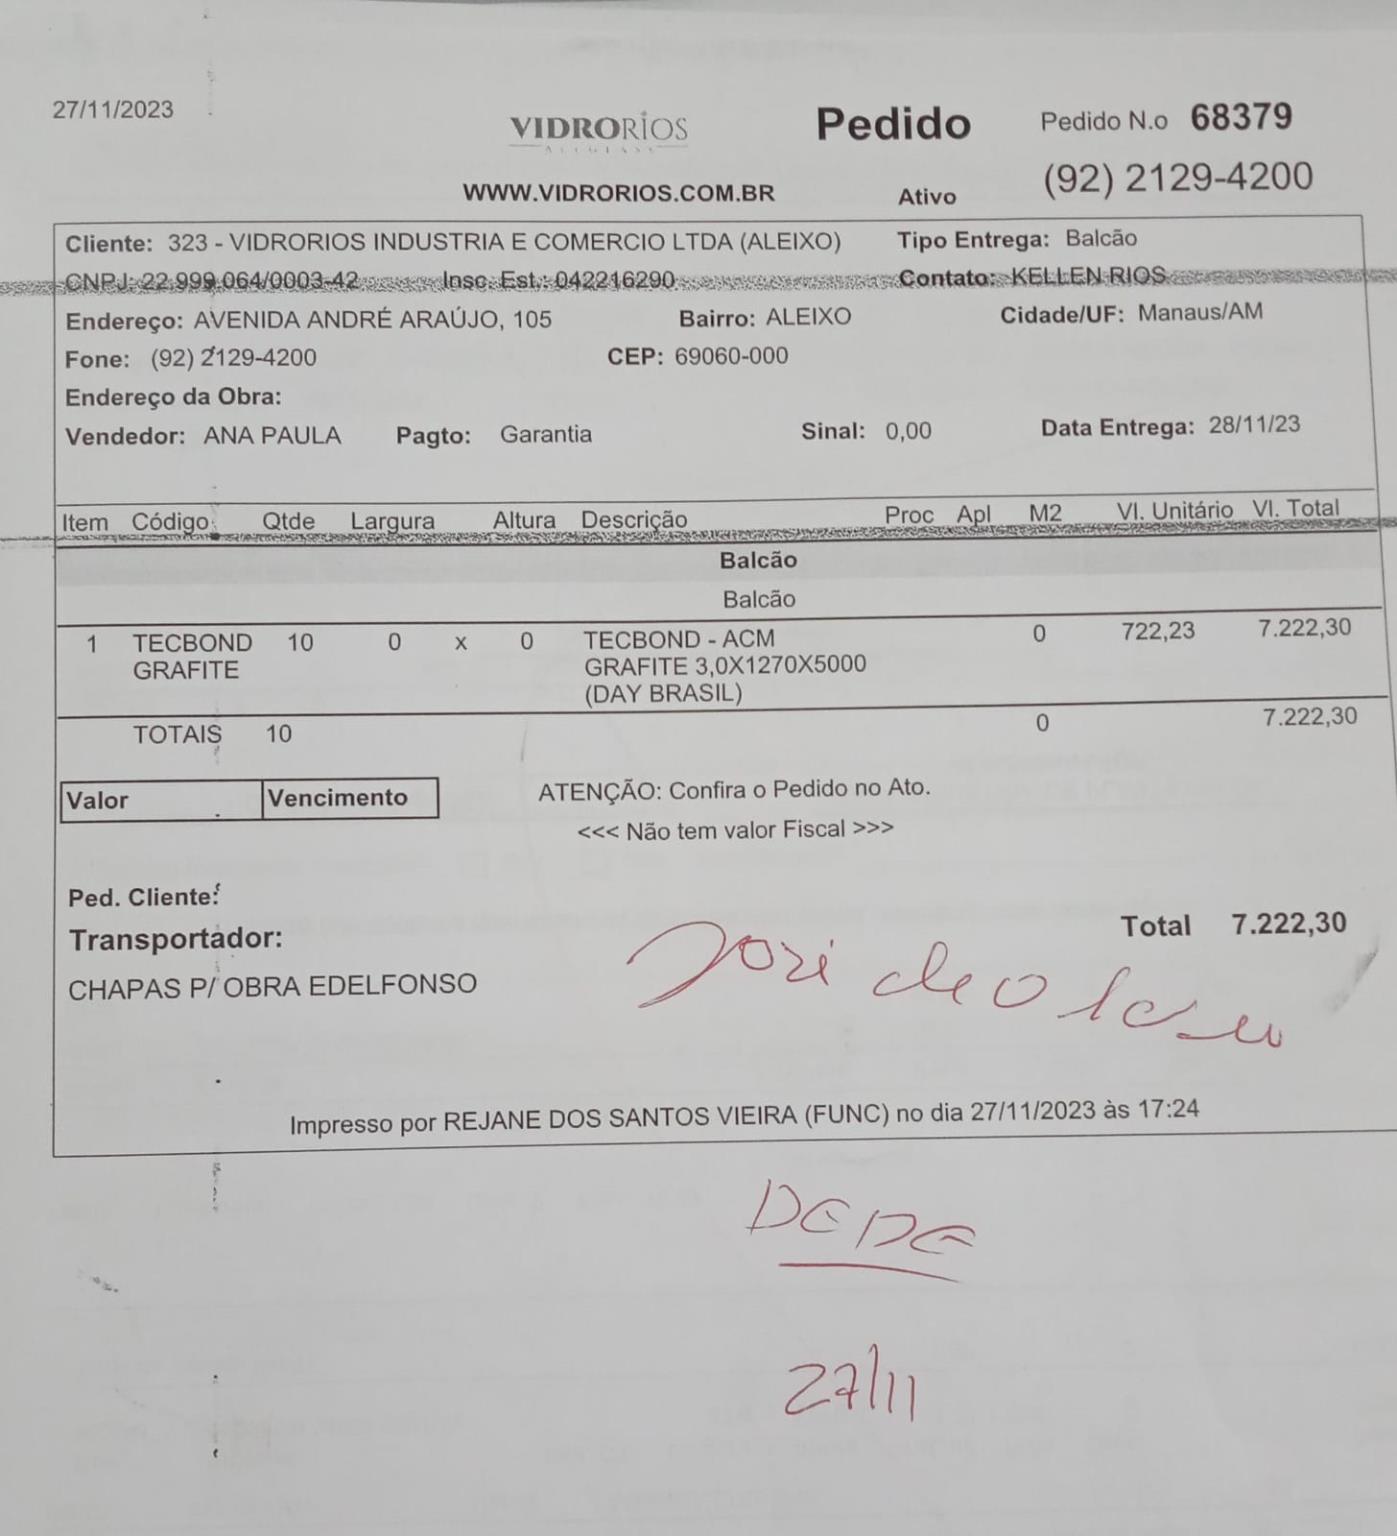 27/11/2023
VIDRORIOS
Pedido
Pedido N.o 68379
WWW.VIDRORIOS.COM.BR
Ativo
(92) 2129-4200
Cliente: 323 - VIDRORIOS INDUSTRIA E COMERCIO LTDA (ALEIXO) Tipo Entrega: Balcão
CNPJ: 22.999.064/0003-42 Insc. Est.: 042216290 Contato: KELLEN RIOS
Endereço: AVENIDA ANDRÉ ARAÚJO, 105 Bairro: ALEIXO Cidade/UF: Manaus/AM
Fone: (92) 2129-4200 CEP: 69060-000
Endereço da Obra:
Vendedor: ANA PAULA Pagto: Garantia Sinal: 0,00 Data Entrega: 28/11/23
Item Código Qtde Largura Altura Descrição Proc Apl M2 Vl. Unitário Vl. Total
Balcão
Balcão
1 TECBOND 10 0 x 0 TECBOND - ACM 0 722,23 7.222,30
GRAFITE GRAFITE 3,0X1270X5000
(DAY BRASIL)
TOTAIS 10 0 7.222,30
Valor Vencimento
ATENÇÃO: Confira o Pedido no Ato.
<<< Não tem valor Fiscal >>>
Ped. Cliente:
Transportador:
Total 7.222,30
CHAPAS P/ OBRA EDELFONSO
Impresso por REJANE DOS SANTOS VIEIRA (FUNC) no dia 27/11/2023 às 17:24
DEDE
27/11